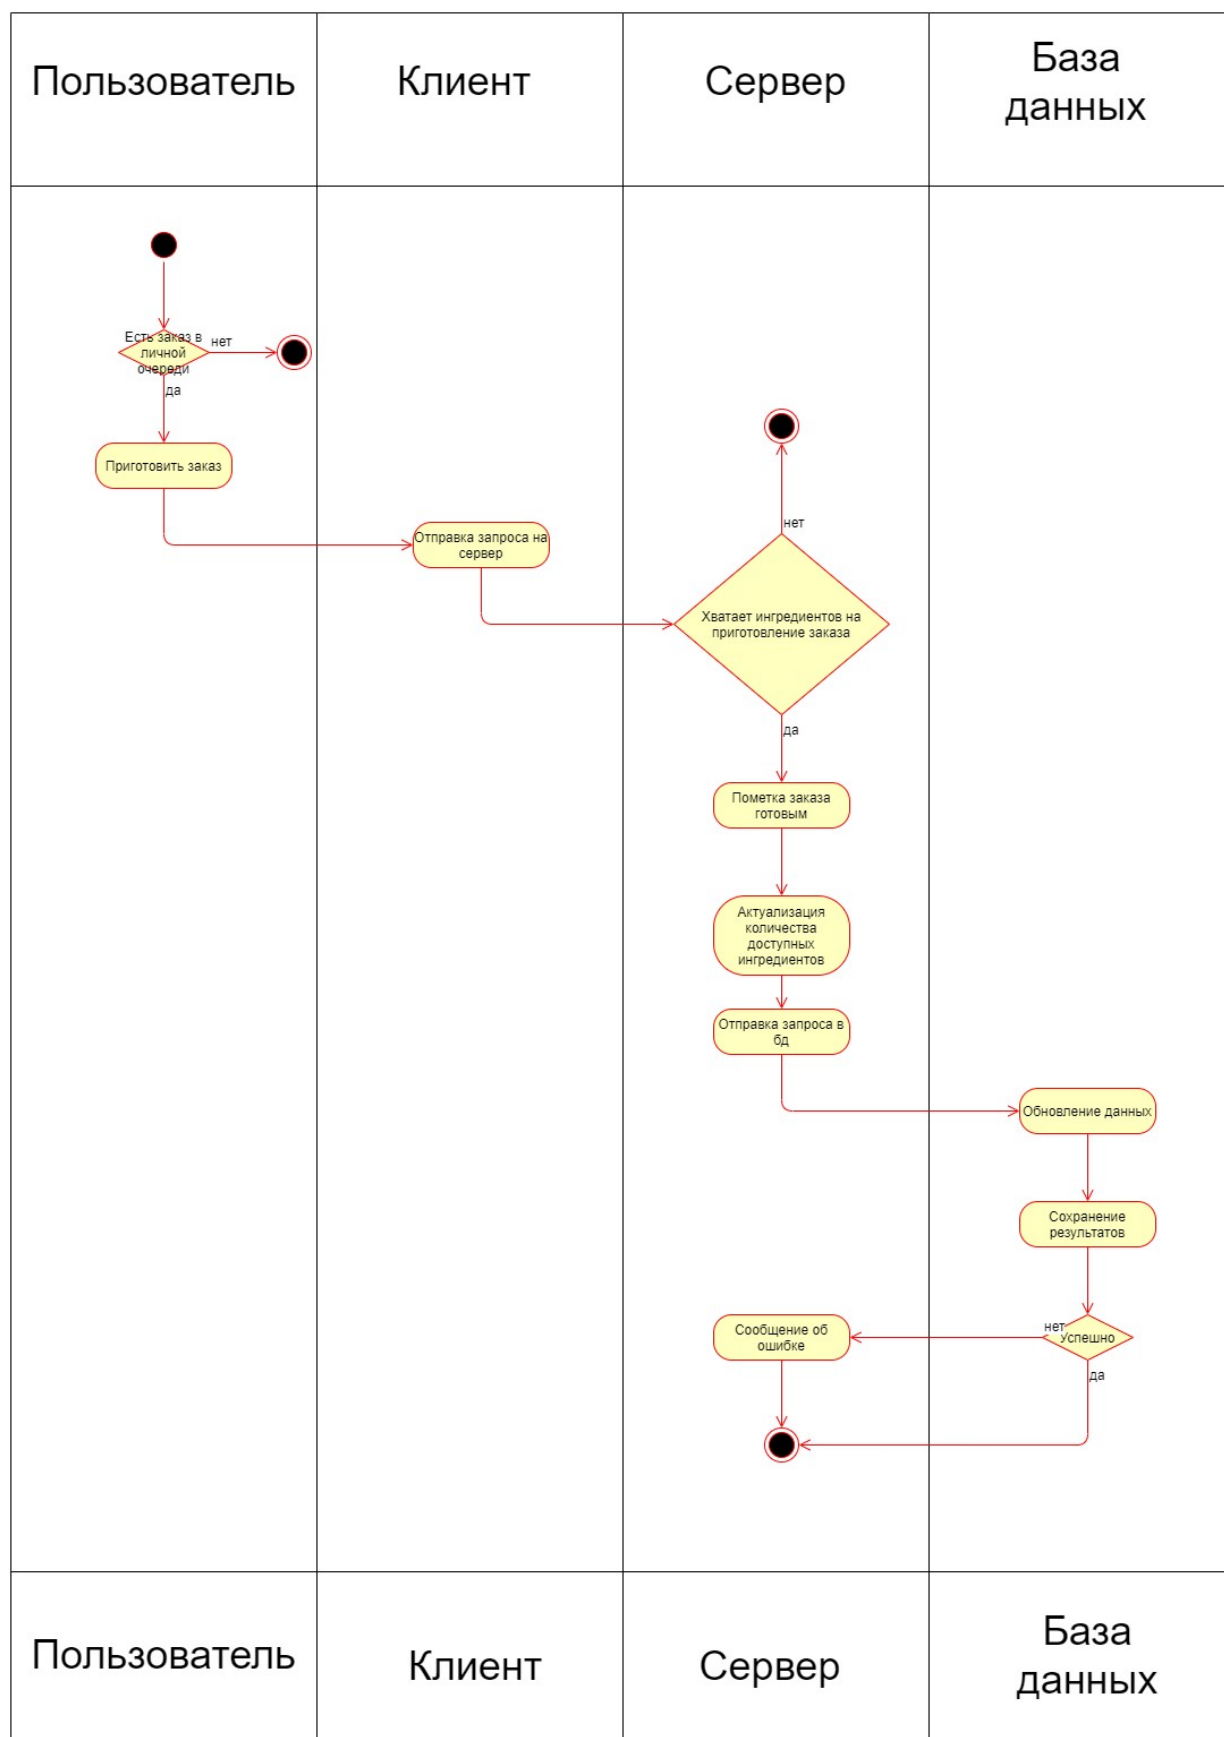 Пользователь
Клиент
Сервер
База
данных
Есть заказ в
личной
очереди
нет
да
Приготовить заказ
Отправка запроса на
сервер
нет
Хватает ингредиентов на
приготовление заказа
да
Пометка заказа
готовым
Актуализация
количества
доступных
ингредиентов
Отправка запроса в
бд
Обновление данных
Сохранение
результатов
Сообщение об
ошибке
нет
Успешно
да
Пользователь
Клиент
Сервер
База
данных